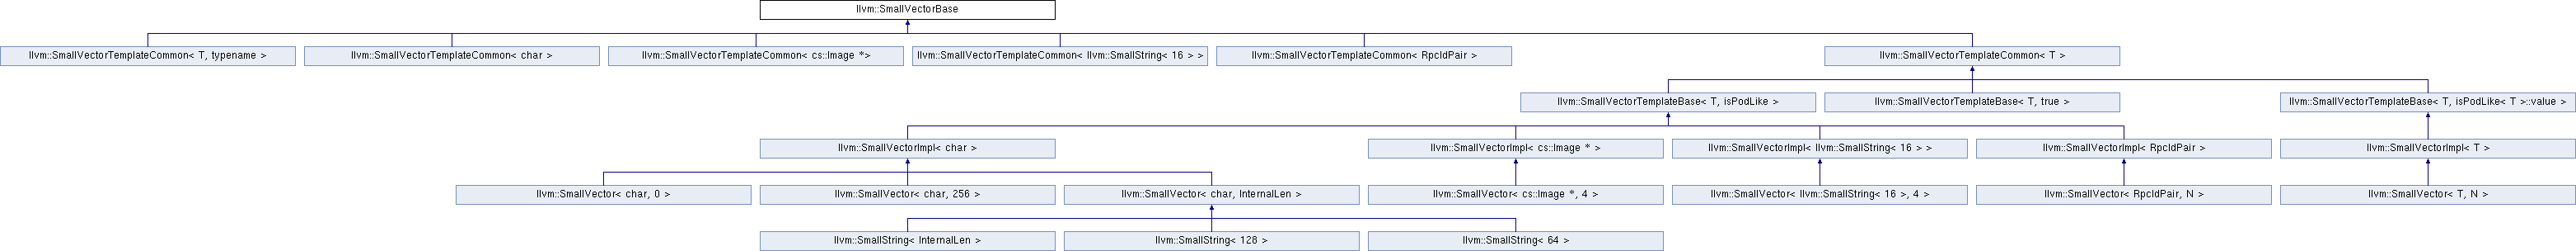 llvm::SmallVectorBase
llvm::SmallVectorTemplateCommon< T, typename >
llvm::SmallVectorTemplateCommon< char >
llvm::SmallVectorTemplateCommon< cs::Image *>
llvm::SmallVectorTemplateCommon< llvm::SmallString< 16 > >
llvm::SmallVectorTemplateCommon< RpcIdPair >
llvm::SmallVectorTemplateCommon< T >
llvm::SmallVectorTemplateBase< T, isPodLike >
llvm::SmallVectorTemplateBase< T, true >
llvm::SmallVectorTemplateBase< T, isPodLike< T >::value >
llvm::SmallVectorImpl< char >
llvm::SmallVectorImpl< cs::Image * >
llvm::SmallVectorImpl< llvm::SmallString< 16 > >
llvm::SmallVectorImpl< RpcIdPair >
llvm::SmallVectorImpl< T >
llvm::SmallVector< char, 0 >
llvm::SmallVector< char, 256 >
llvm::SmallVector< char, InternalLen >
llvm::SmallVector< cs::Image *, 4 >
llvm::SmallVector< llvm::SmallString< 16 >, 4 >
llvm::SmallVector< RpcIdPair, N >
llvm::SmallVector< T, N >
llvm::SmallString< InternalLen >
llvm::SmallString< 128 >
llvm::SmallString< 64 >